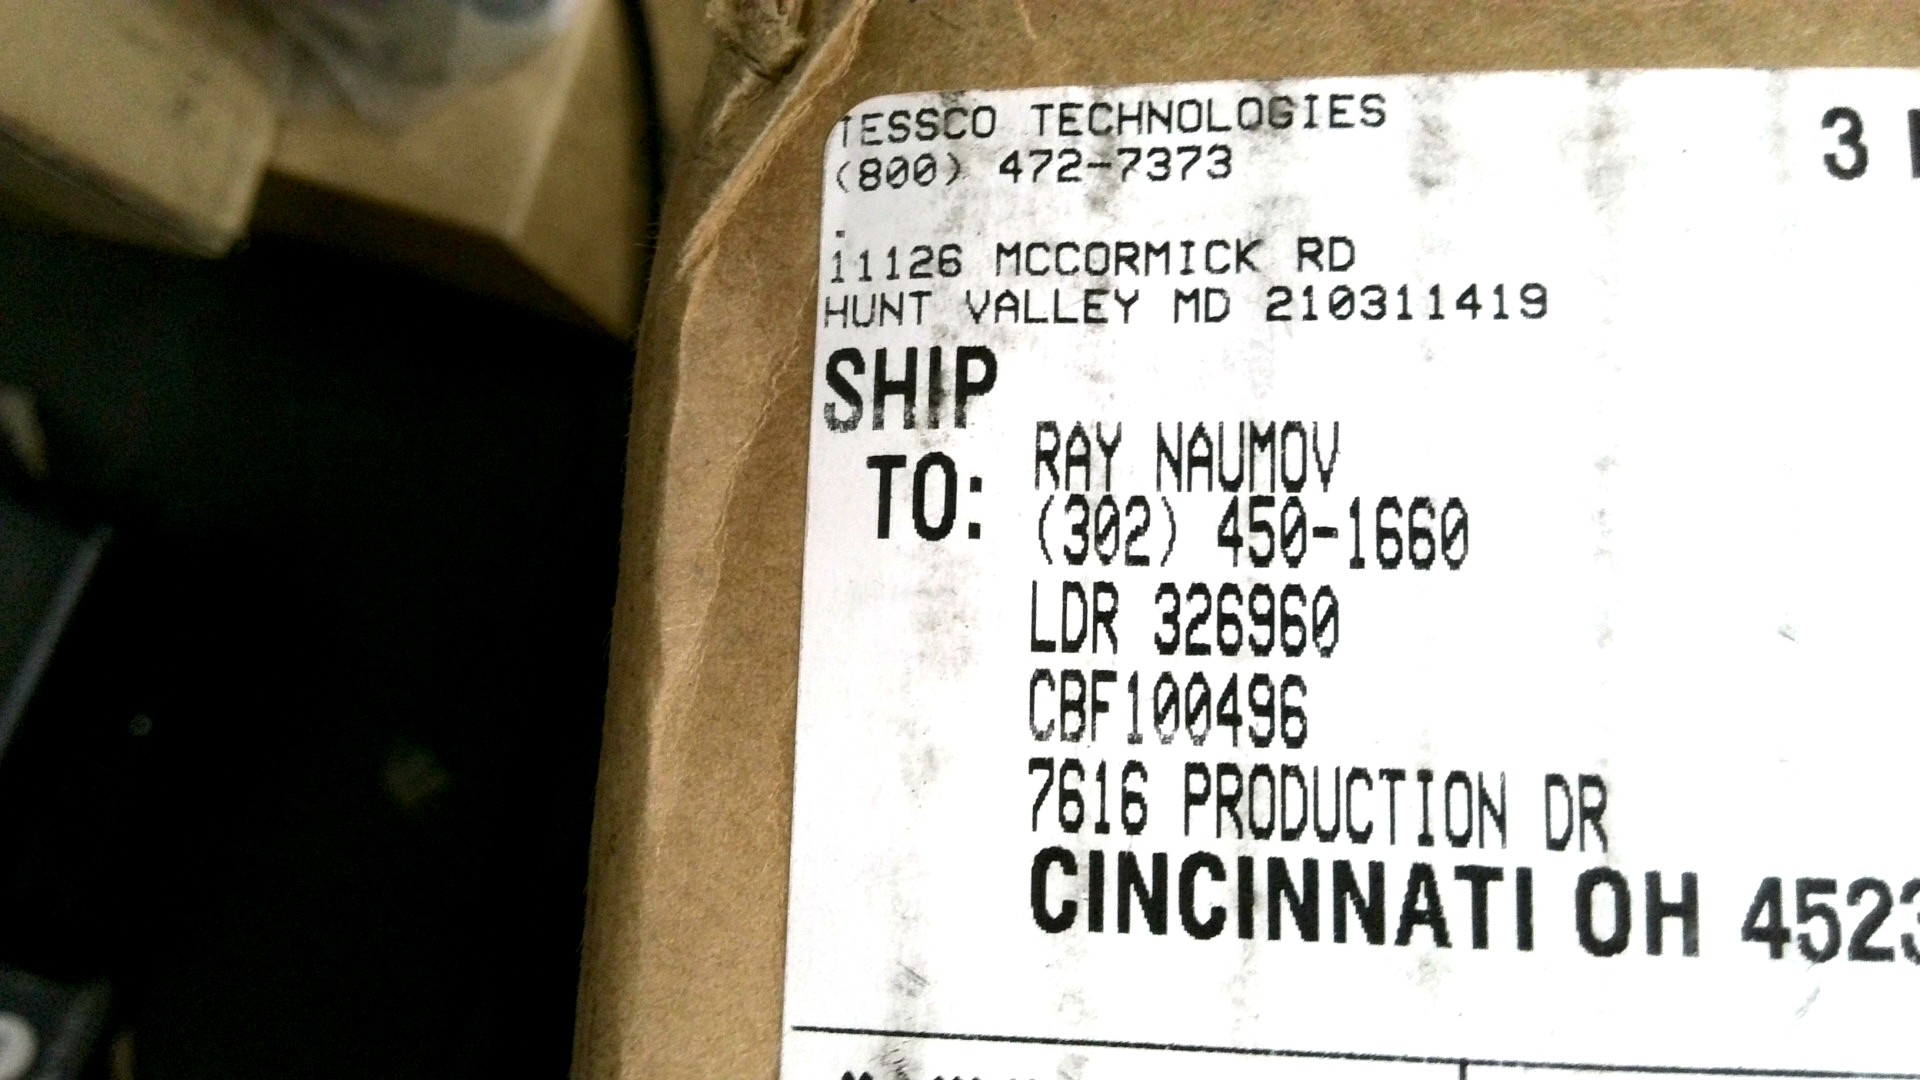 TESSCO TECHNOLOGIES
(800) 472-7373
3
.
11126 MCCORMICK RD
HUNT VALLEY MD 210311419
SHIP
TO:
RAY NAUMOV
(302) 450-1660
LDR 326960
CBF100496
7616 PRODUCTION DR
CINCINNATI OH 4523